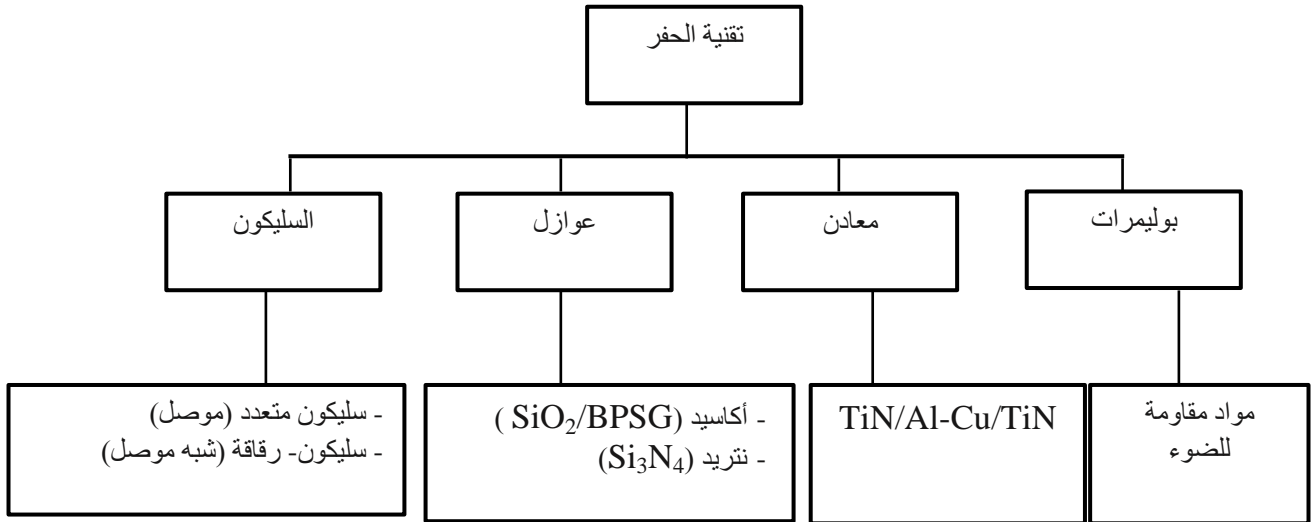 تقنية الحفر
السليكون
عوازل
معادن
بوليمرات
- سليكون متعدد (موصل)
- سليكون- رقاقة (شبه موصل)
- أكاسيد (SiO₂/BPSG )
- نتريد (Si₃N₄)
TiN/Al-Cu/TiN
مواد مقاومة
للضوء